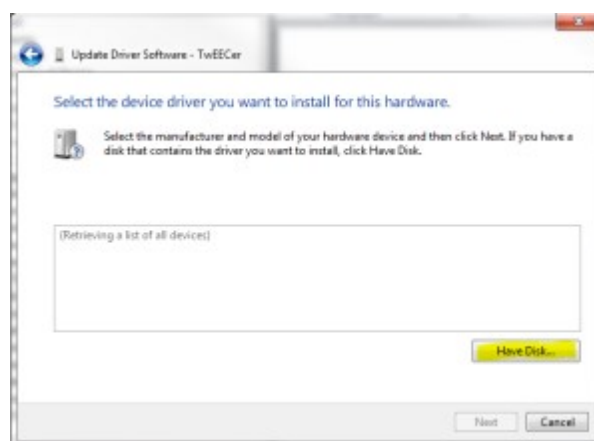 Update Driver Software - TwEECer
Select the device driver you want to install for this hardware.
Select the manufacturer and model of your hardware device and then click Next. If you have a
disk that contains the driver you want to install, click Have Disk.
(Retrieving a list of all devices)
Have Disk...
Next
Cancel